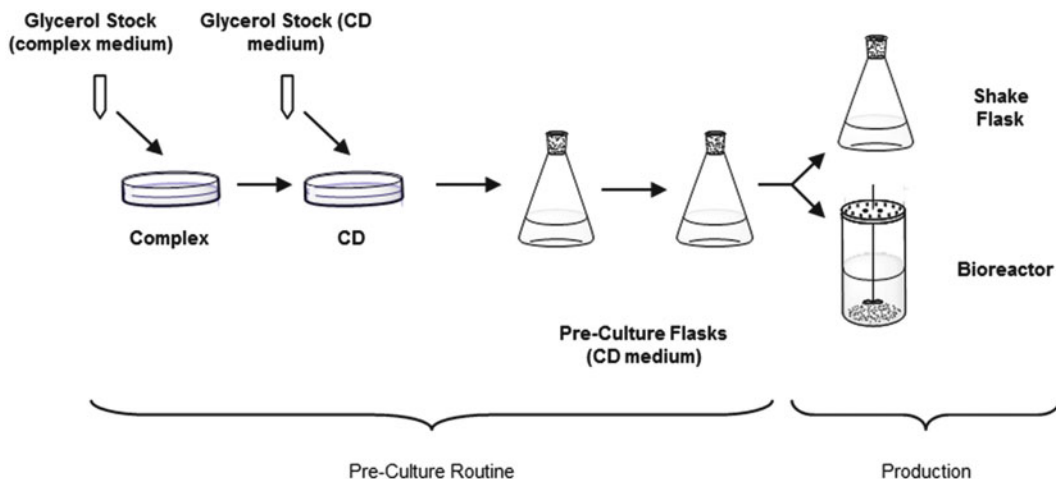 Glycerol Stock
(complex medium)
Glycerol Stock (CD
medium)
Shake
Flask
Complex
CD
Bioreactor
Pre-Culture Flasks
(CD medium)
Pre-Culture Routine
Production